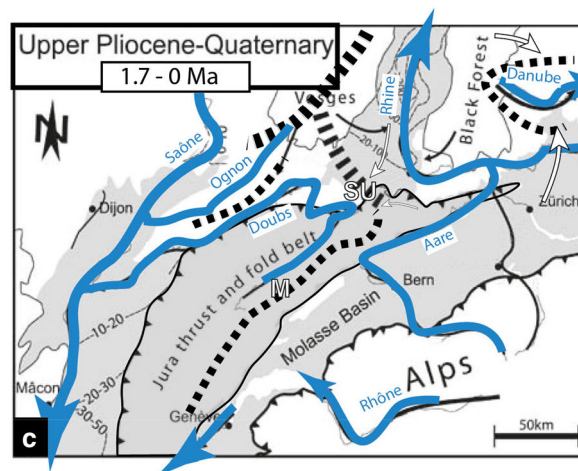 Upper Pliocene-Quaternary
1.7 - 0 Ma
N
Vosges
Rhine
Black Forest
Danube
Saône
Ognon
-20-10
SU
Zürich
Dijon
Doubs
Aare
Jura thrust and fold belt
M
Bern
Molasse Basin
-10-20
Mâcon
-20-30
-30-50
Genève
Rhône
Alps
c
50km